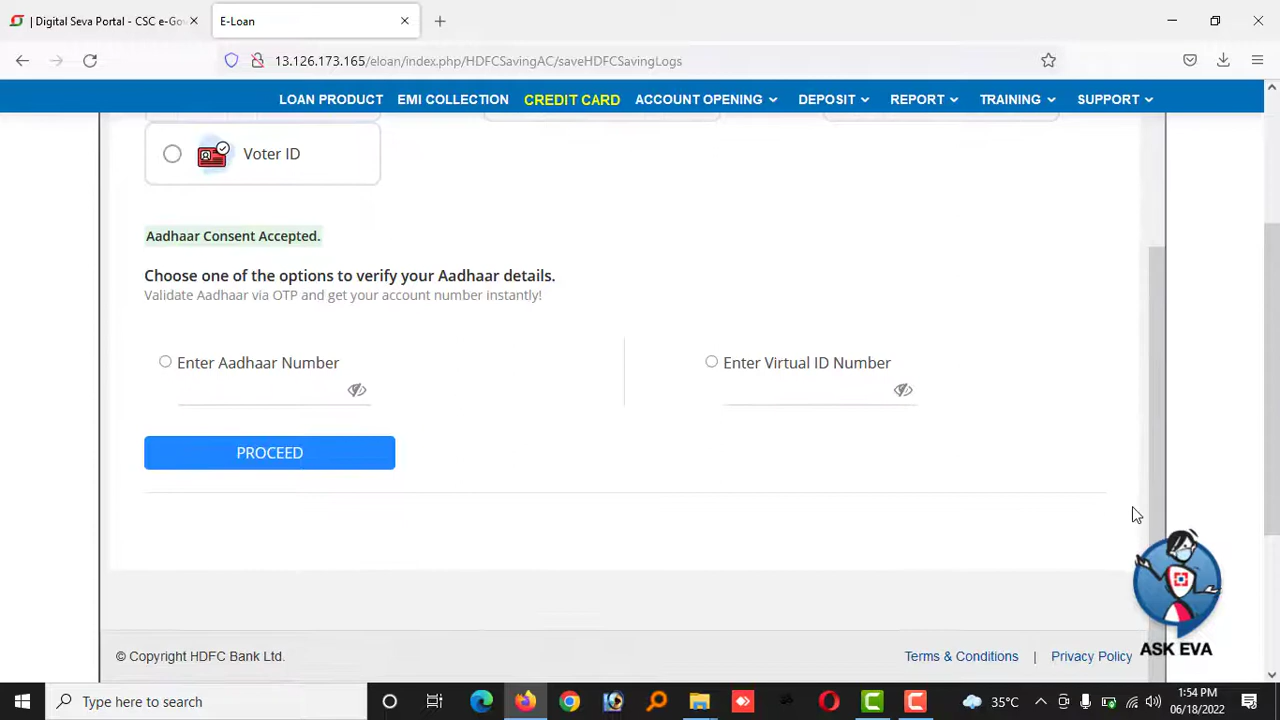 | Digital Seva Portal - CSC e-Gov
E-Loan
13.126.173.165/eloan/index.php/HDFCSavingAC/saveHDFCSavingLogs
LOAN PRODUCT EMI COLLECTION CREDIT CARD ACCOUNT OPENING DEPOSIT REPORT TRAINING SUPPORT
Voter ID
Aadhaar Consent Accepted.
Choose one of the options to verify your Aadhaar details.
Validate Aadhaar via OTP and get your account number instantly!
Enter Aadhaar Number
Enter Virtual ID Number
PROCEED
ASK EVA
© Copyright HDFC Bank Ltd.
Terms & Conditions | Privacy Policy
Type here to search
35°C
1:54 PM
06/18/2022